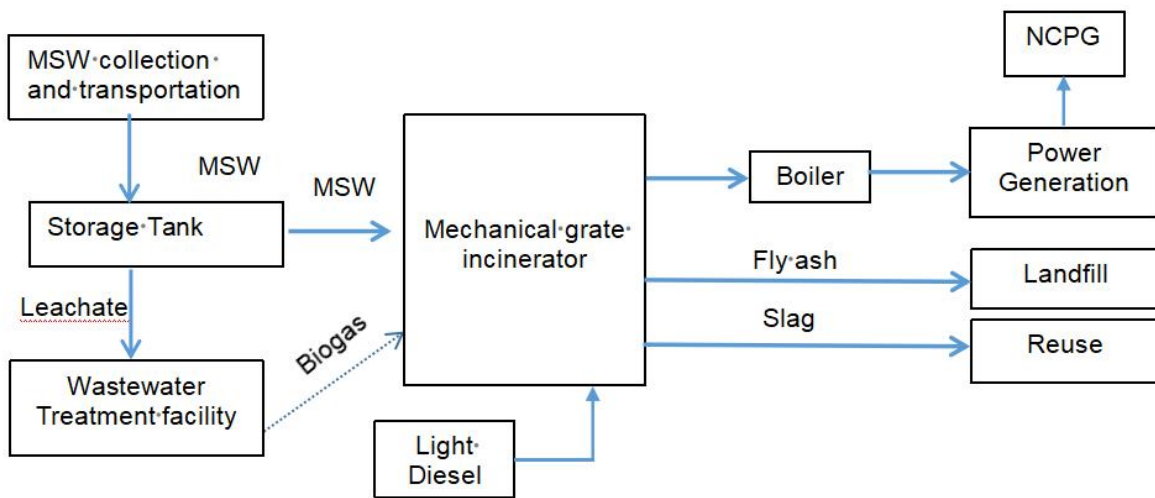 NCPG
MSW·collection·
and·transportation
MSW
MSW
Boiler
Power
Generation
Storage·Tank
Mechanical·grate·
incinerator
Fly·ash
Landfill
Leachate
Slag
Reuse
Biogas
Wastewater
Treatment·facility
Light·
Diesel